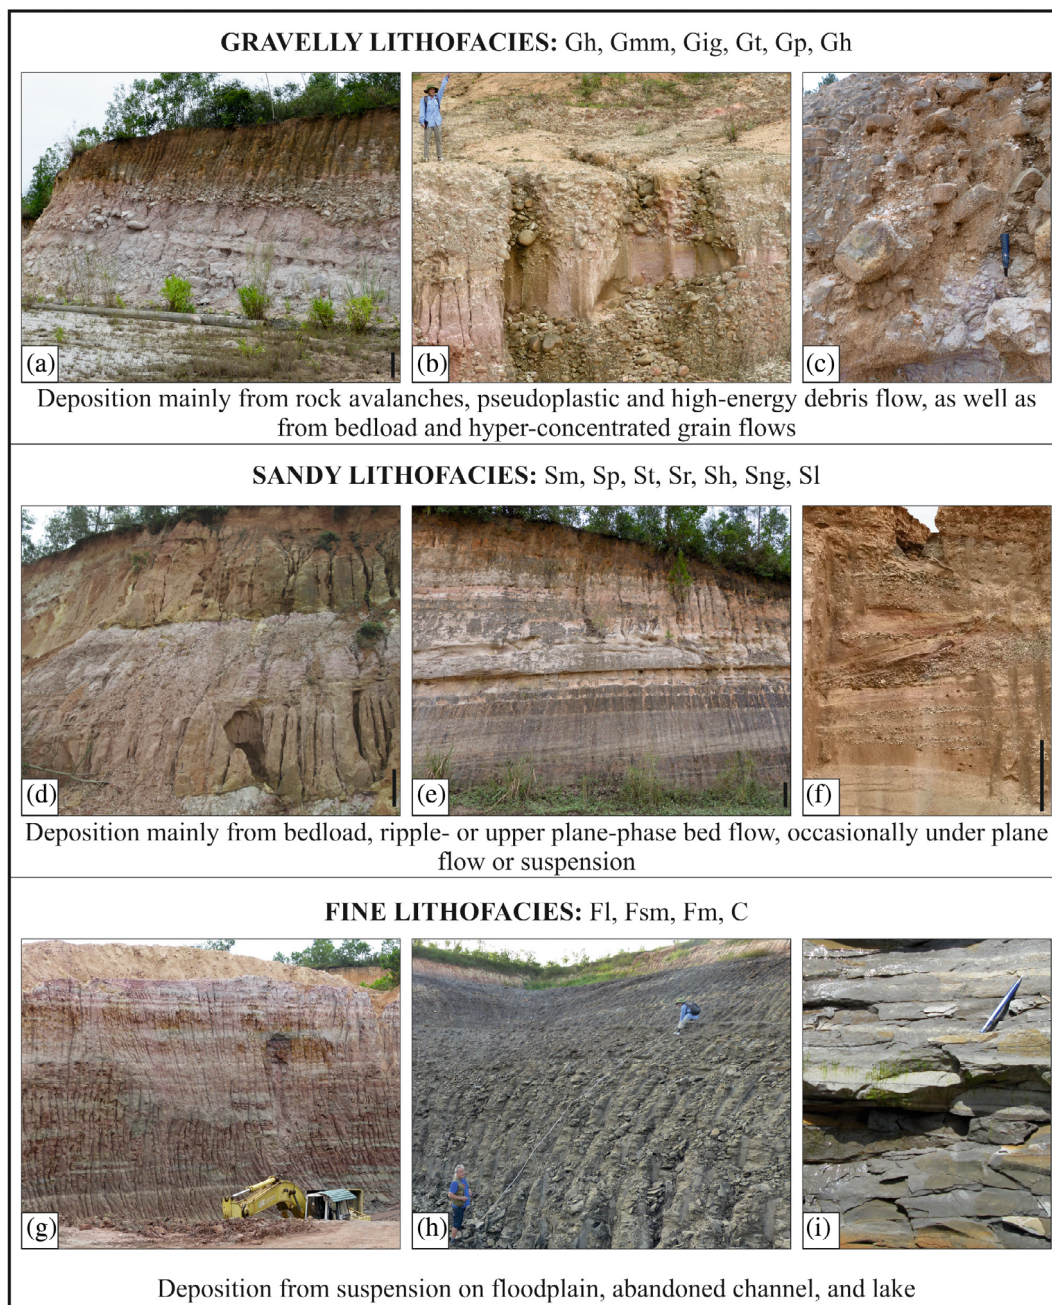 GRAVELLY LITHOFACIES: Gh, Gmm, Gig, Gt, Gp, Gh
(a)
(b)
(c)
Deposition mainly from rock avalanches, pseudoplastic and high-energy debris flow, as well as
from bedload and hyper-concentrated grain flows
SANDY LITHOFACIES: Sm, Sp, St, Sr, Sh, Sng, Sl
(d)
(e)
(f)
Deposition mainly from bedload, ripple- or upper plane-phase bed flow, occasionally under plane
flow or suspension
FINE LITHOFACIES: Fl, Fsm, Fm, C
(g)
(h)
(i)
Deposition from suspension on floodplain, abandoned channel, and lake